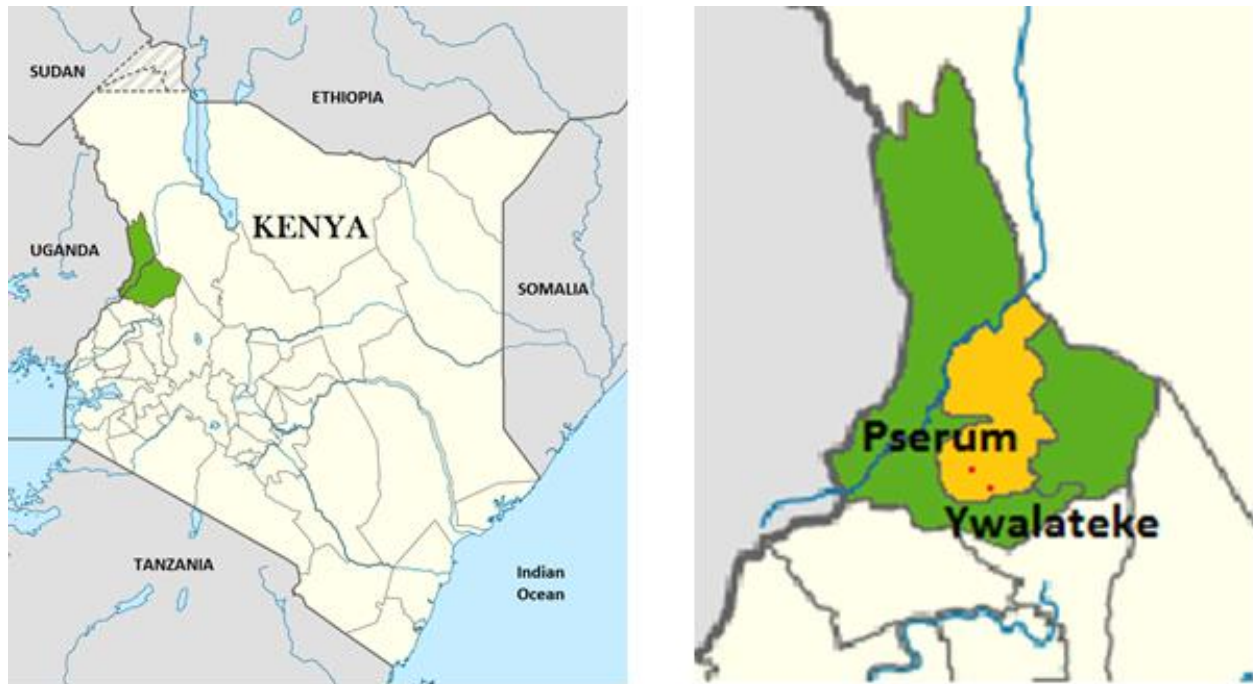 SUDAN
ETHIOPIA
KENYA
UGANDA
SOMALIA
TANZANIA
Indian
Ocean
Pserum
Ywalateke